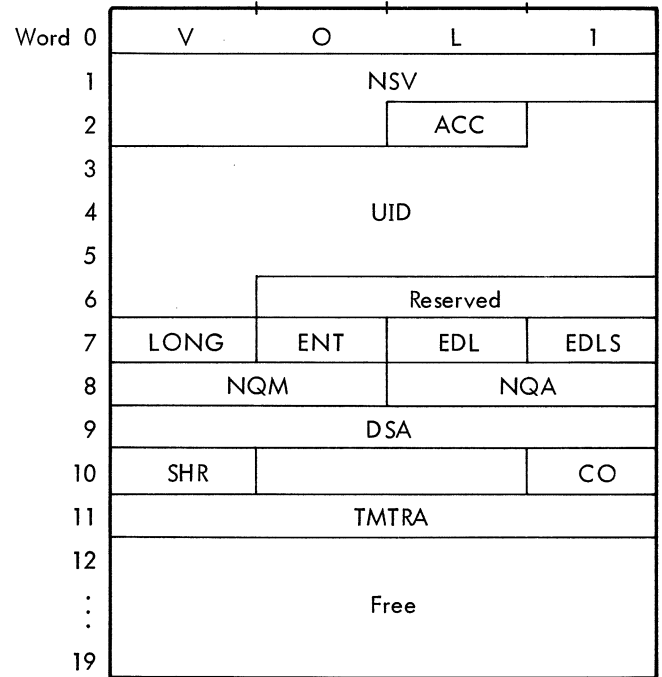 Word 0 V O L 1
1 NSV
2 ACC
3
4 UID
5
6 Reserved
7 LONG ENT EDL EDLS
8 NQM NQA
9 DSA
10 SHR CO
11 TMTRA
12
⋮ Free
19